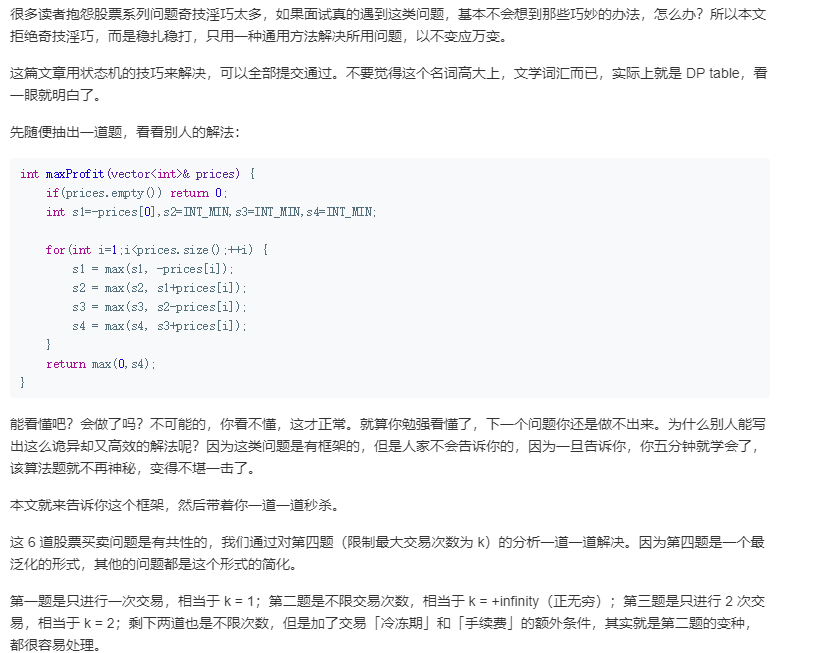 很多读者抱怨股票系列问题奇技淫巧太多，如果面试真的遇到这类问题，基本不会想到那些巧妙的办法，怎么办？所以本文
拒绝奇技淫巧，而是稳扎稳打，只用一种通用方法解决所用问题，以不变应万变。
这篇文章用状态机的技巧来解决，可以全部提交通过。不要觉得这个名词高大上，文学词汇而已，实际上就是 DP table，看
一眼就明白了。
先随便抽出一道题，看看别人的解法：
int maxProfit(vector<int>& prices) {
    if(prices.empty()) return 0;
    int s1=-prices[0],s2=INT_MIN,s3=INT_MIN,s4=INT_MIN;
    for(int i=1;i<prices.size();++i) {
        s1 = max(s1, -prices[i]);
        s2 = max(s2, s1+prices[i]);
        s3 = max(s3, s2-prices[i]);
        s4 = max(s4, s3+prices[i]);
    }
    return max(0,s4);
}
能看懂吧？会做了吗？不可能的，你看不懂，这才正常。就算你勉强看懂了，下一个问题你还是做不出来。为什么别人能写
出这么诡异却又高效的解法呢？因为这类问题是有框架的，但是人家不会告诉你的，因为一旦告诉你，你五分钟就学会了，
该算法题就不再神秘，变得不堪一击了。
本文就来告诉你这个框架，然后带着你一道一道秒杀。
这 6 道股票买卖问题是有共性的，我们通过对第四题（限制最大交易次数为 k）的分析一道一道解决。因为第四题是一个最
泛化的形式，其他的问题都是这个形式的简化。
第一题是只进行一次交易，相当于 k = 1；第二题是不限交易次数，相当于 k = +infinity（正无穷）；第三题是只进行 2 次交
易，相当于 k = 2；剩下两道也是不限次数，但是加了交易「冷冻期」和「手续费」的额外条件，其实就是第二题的变种，
都很容易处理。